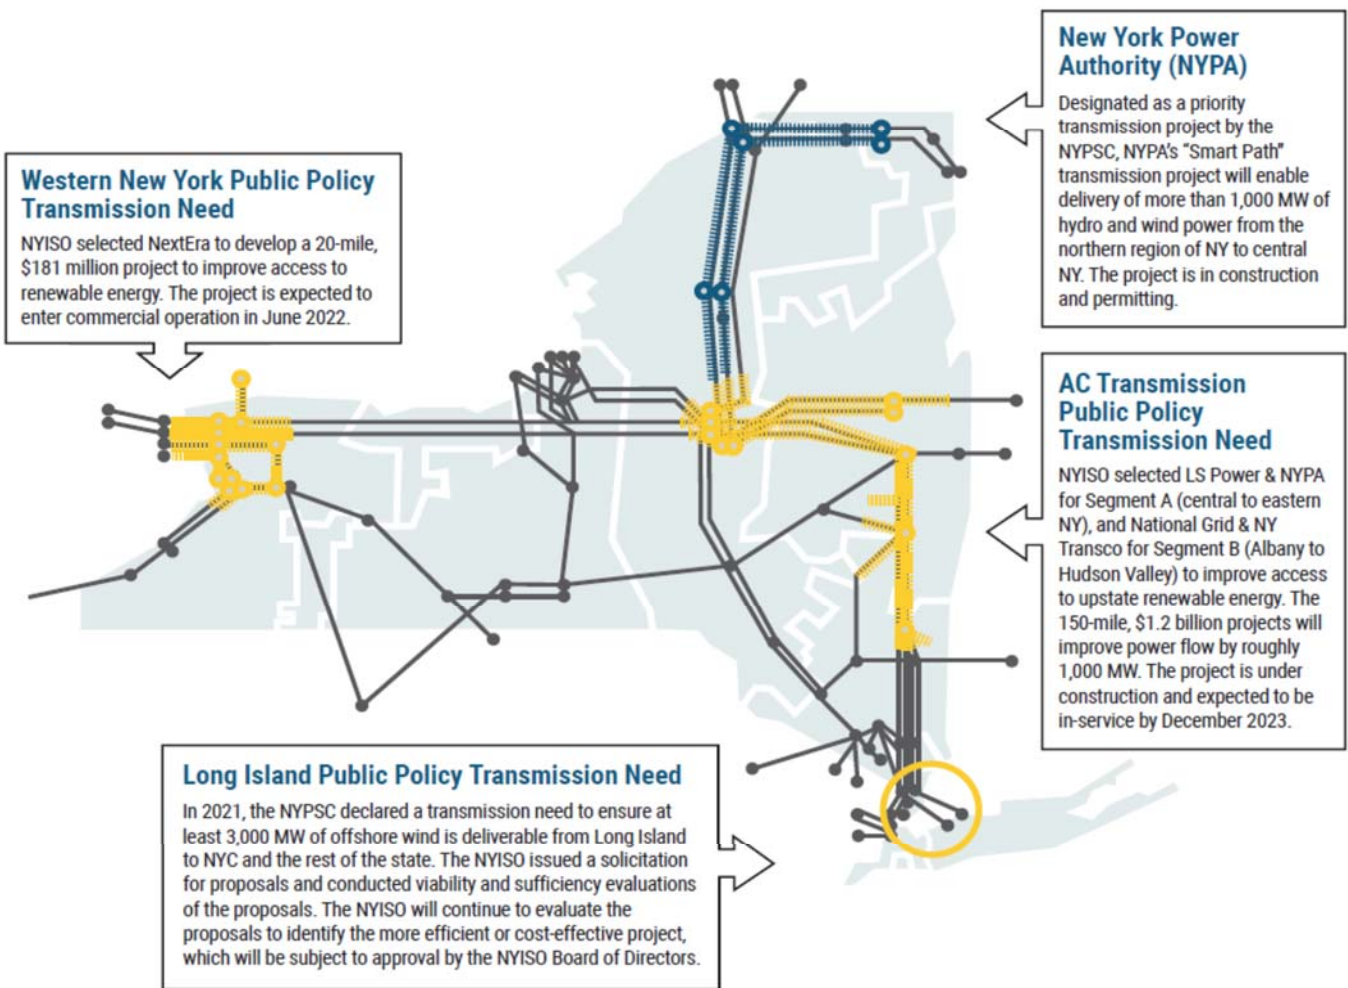 New York Power
Authority (NYPA)
Designated as a priority
transmission project by the
NYPSC, NYPA's “Smart Path”
transmission project will enable
delivery of more than 1,000 MW of
hydro and wind power from the
northern region of NY to central
NY. The project is in construction
and permitting.
Western New York Public Policy
Transmission Need
NYISO selected NextEra to develop a 20-mile,
$181 million project to improve access to
renewable energy. The project is expected to
enter commercial operation in June 2022.
AC Transmission
Public Policy
Transmission Need
NYISO selected LS Power & NYPA
for Segment A (central to eastern
NY), and National Grid & NY
Transco for Segment B (Albany to
Hudson Valley) to improve access
to upstate renewable energy. The
150-mile, $1.2 billion projects will
improve power flow by roughly
1,000 MW. The project is under
construction and expected to be
in-service by December 2023.
Long Island Public Policy Transmission Need
In 2021, the NYPSC declared a transmission need to ensure at
least 3,000 MW of offshore wind is deliverable from Long Island
to NYC and the rest of the state. The NYISO issued a solicitation
for proposals and conducted viability and sufficiency evaluations
of the proposals. The NYISO will continue to evaluate the
proposals to identify the more efficient or cost-effective project,
which will be subject to approval by the NYISO Board of Directors.